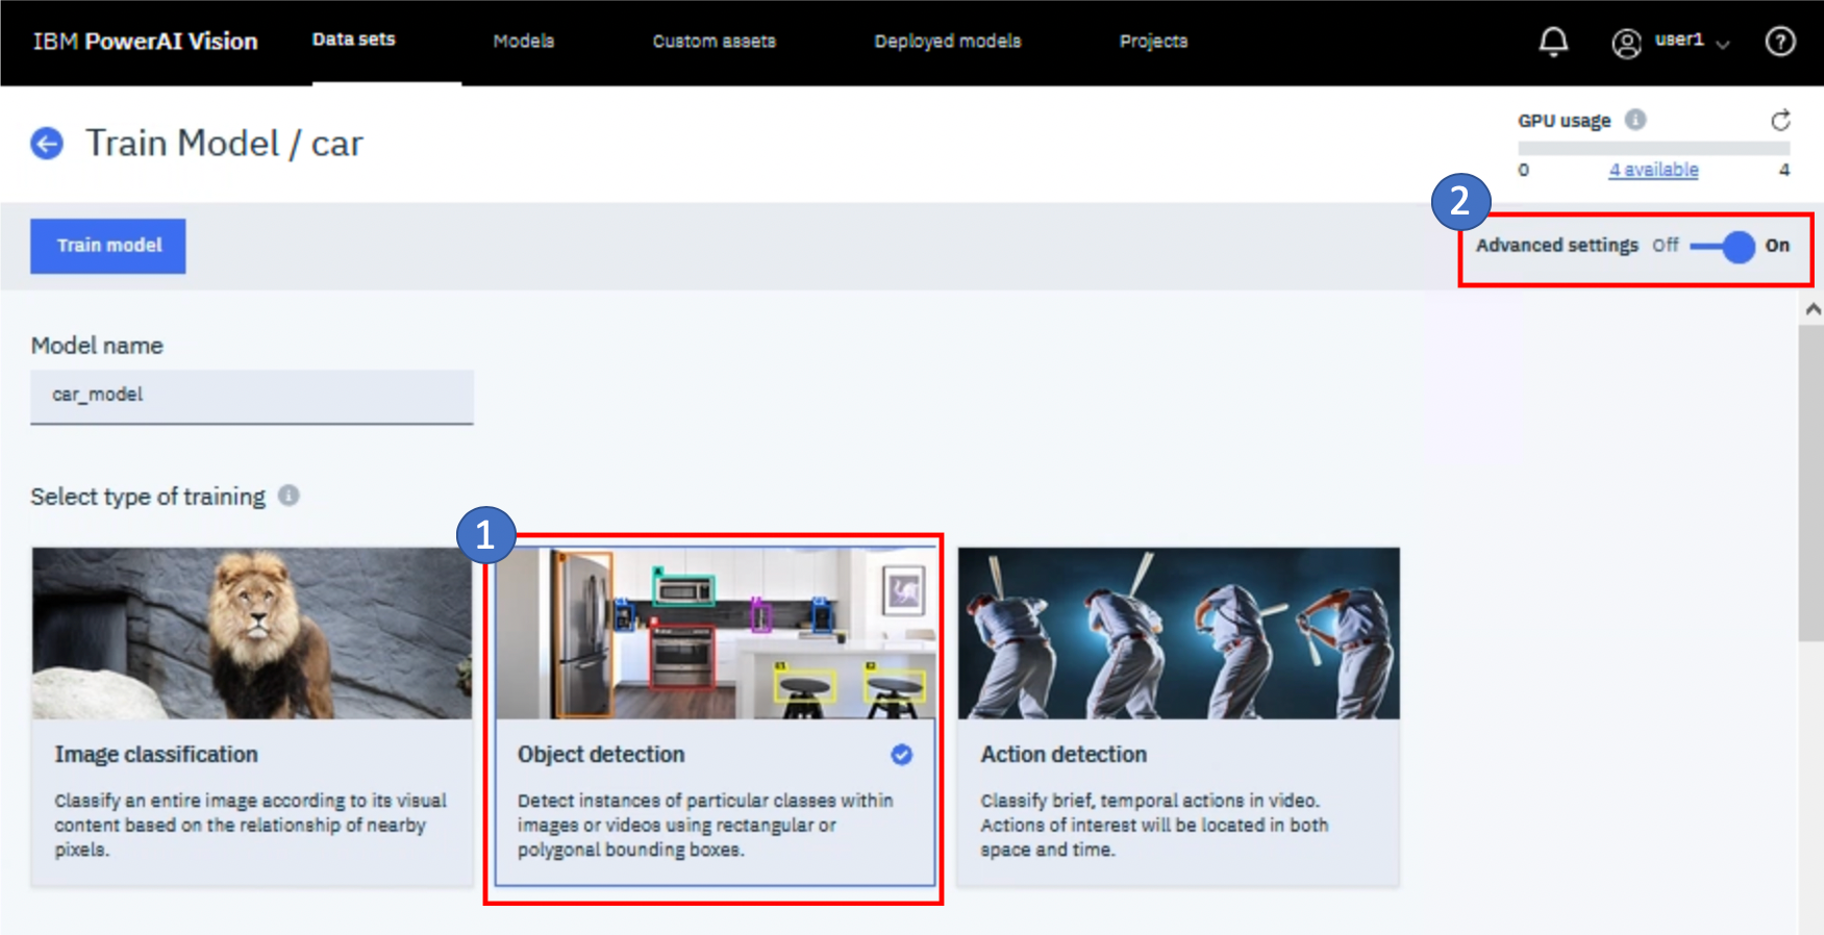 IBM PowerAI Vision
Data sets
Models
Custom assets
Deployed models
Projects
user1
?
Train Model / car
GPU usage
0
4 available
4
2
Train model
Advanced settings Off On
Model name
car_model
Select type of training
1
Image classification
Classify an entire image according to its visual
content based on the relationship of nearby
pixels.
Object detection
Detect instances of particular classes within
images or videos using rectangular or
polygonal bounding boxes.
Action detection
Classify brief, temporal actions in video.
Actions of interest will be located in both
space and time.